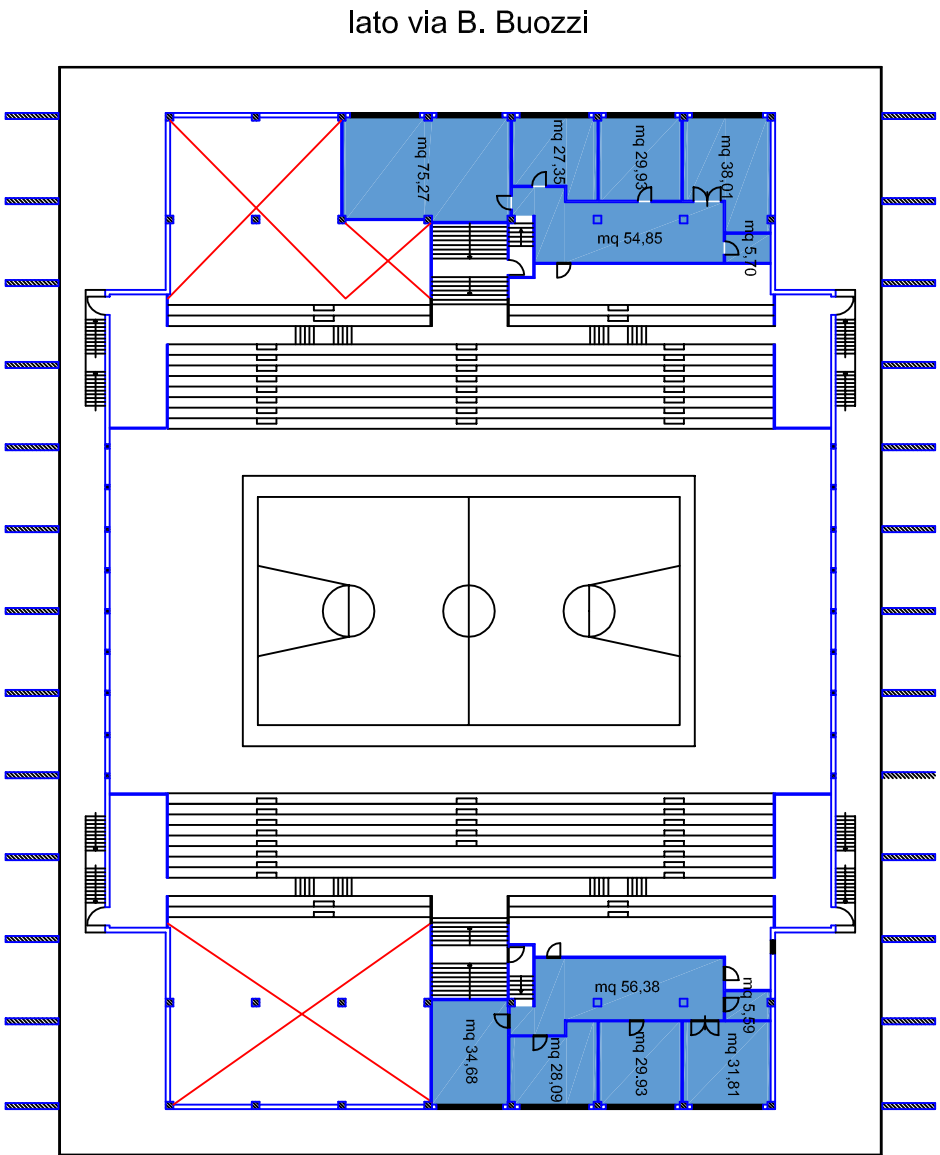 lato via B. Buozzi
mq 75,27
mq 27,35
mq 29,93
mq 38,01
mq 54,85
mq 5,70
mq 56,38
mq 5,59
mq 34,68
mq 28,09
mq 29.93
mq 31,81